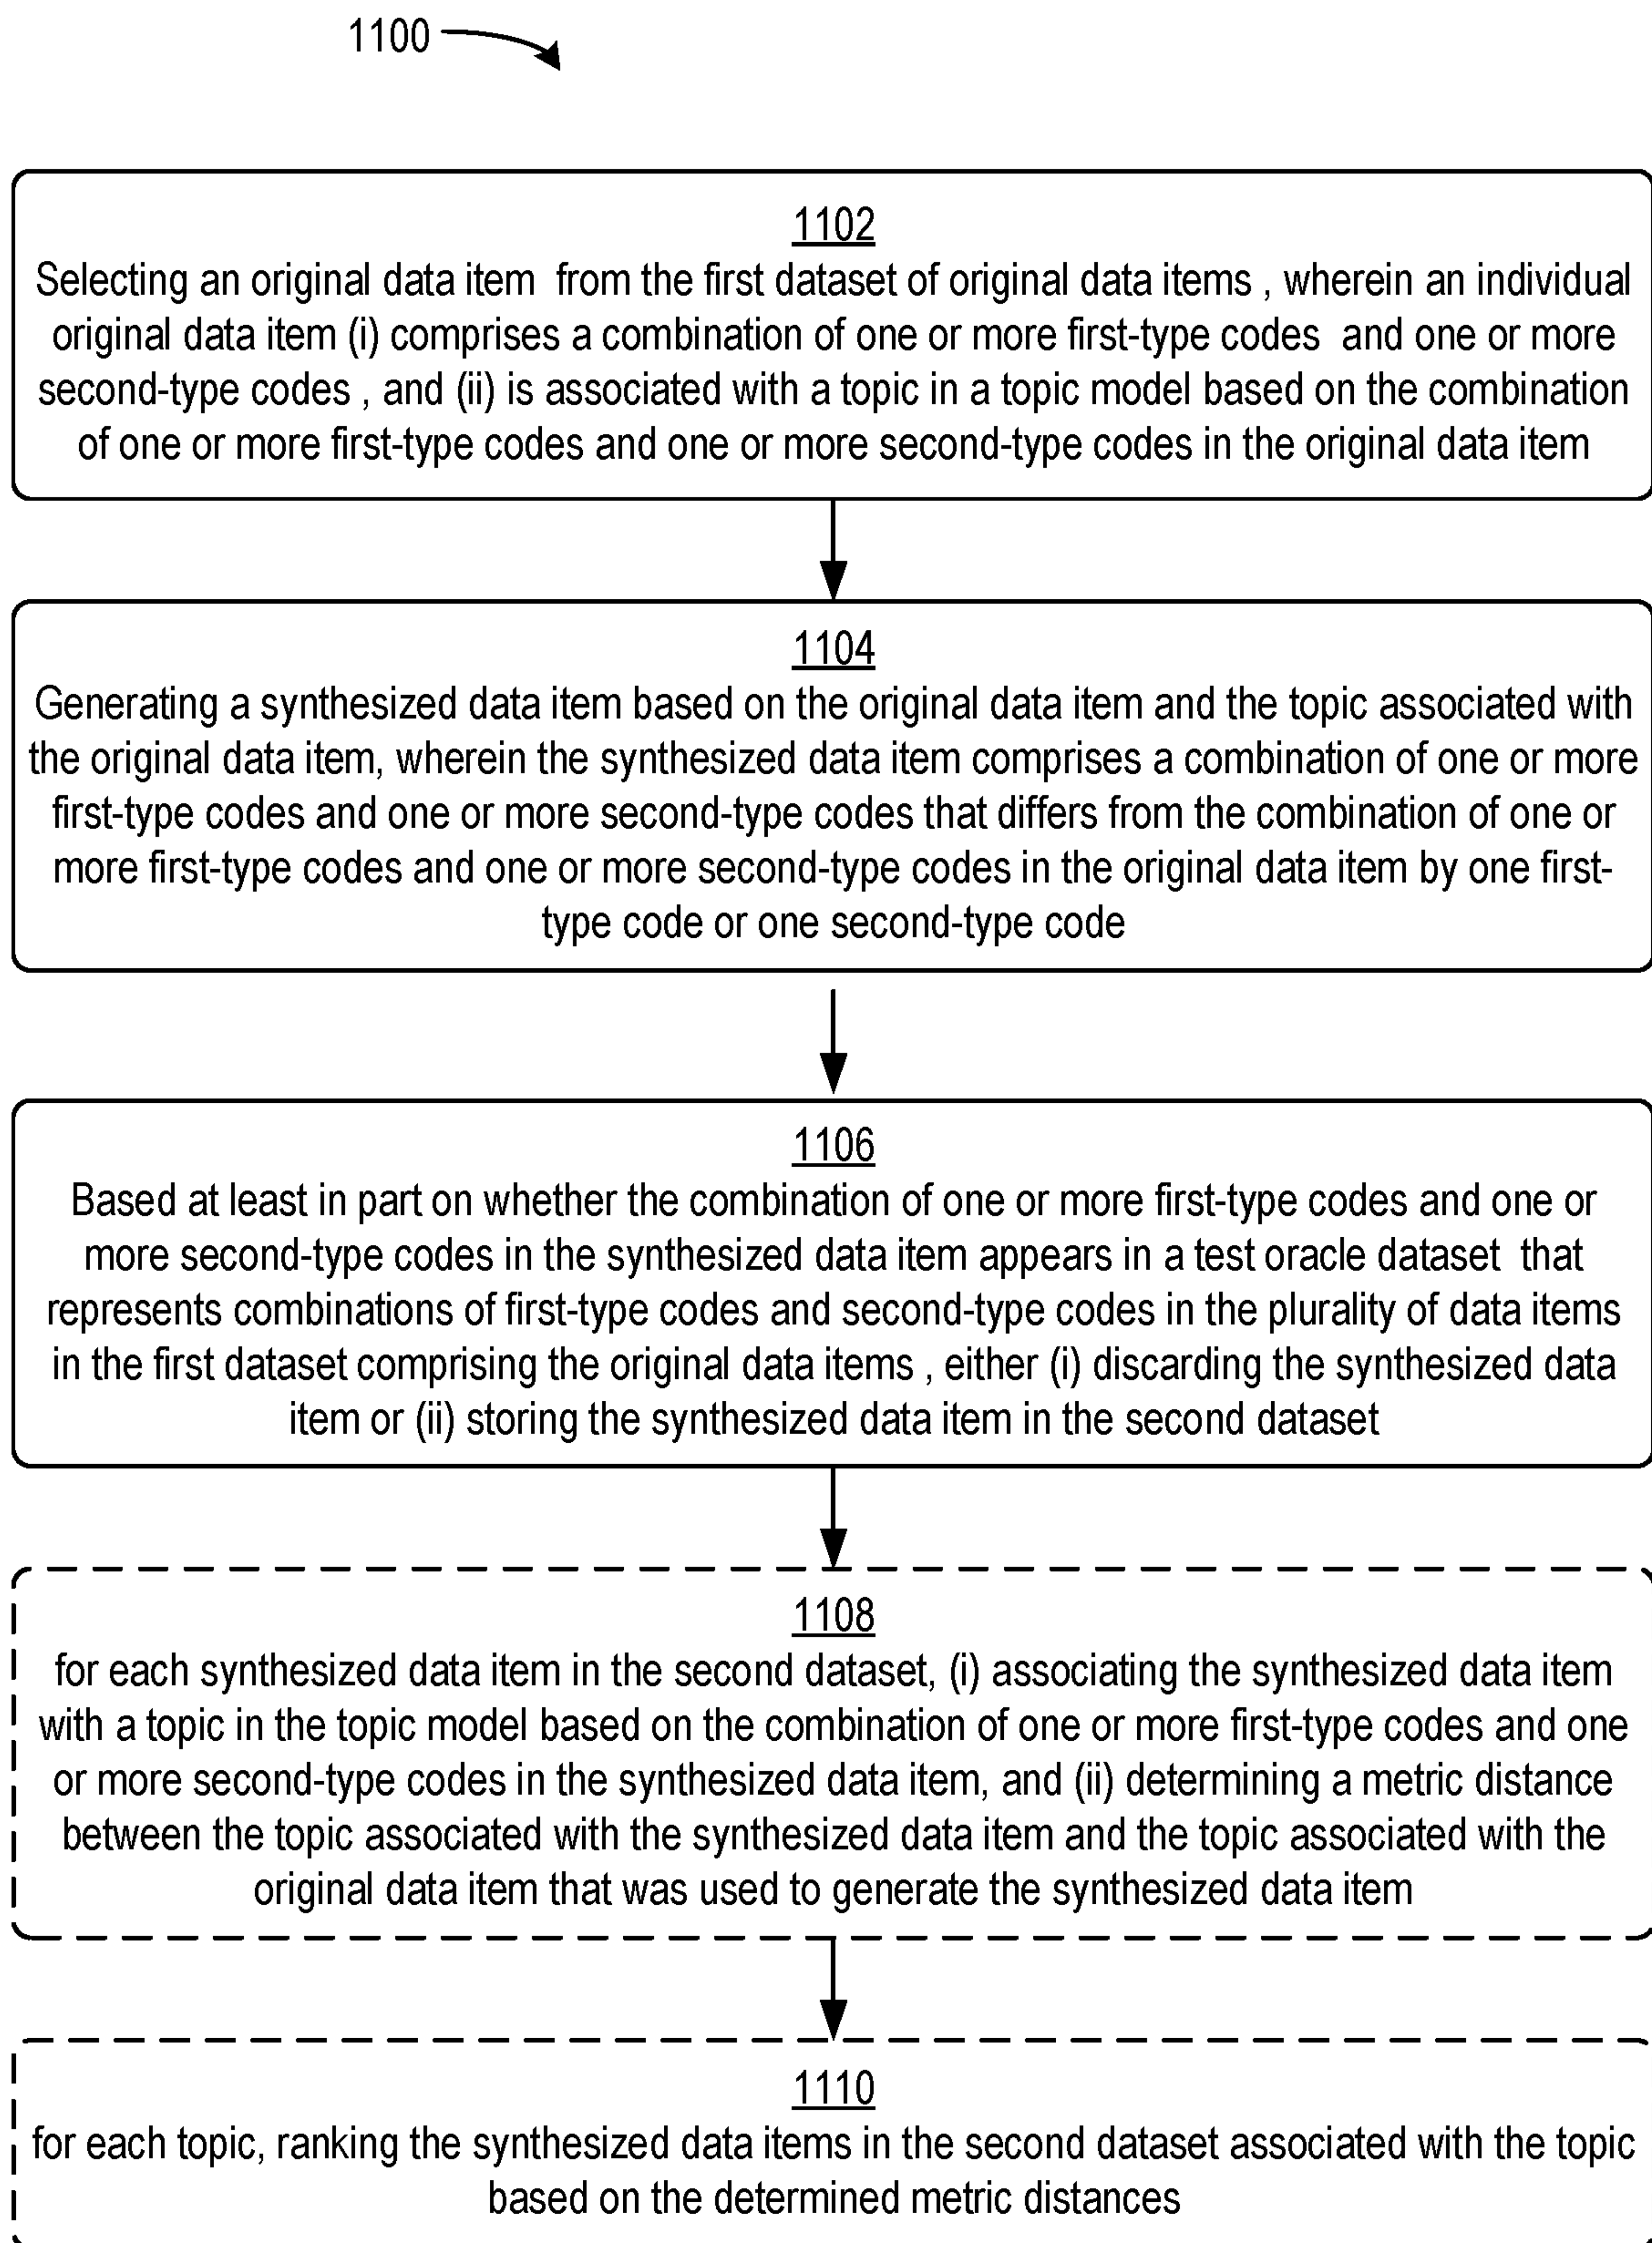 1100
1102
Selecting an original data item from the first dataset of original data items , wherein an individual
original data item (i) comprises a combination of one or more first-type codes and one or more
second-type codes , and (ii) is associated with a topic in a topic model based on the combination
of one or more first-type codes and one or more second-type codes in the original data item
1104
Generating a synthesized data item based on the original data item and the topic associated with
the original data item, wherein the synthesized data item comprises a combination of one or more
first-type codes and one or more second-type codes that differs from the combination of one or
more first-type codes and one or more second-type codes in the original data item by one first-
type code or one second-type code
1106
Based at least in part on whether the combination of one or more first-type codes and one or
more second-type codes in the synthesized data item appears in a test oracle dataset that
represents combinations of first-type codes and second-type codes in the plurality of data items
in the first dataset comprising the original data items , either (i) discarding the synthesized data
item or (ii) storing the synthesized data item in the second dataset
1108
for each synthesized data item in the second dataset, (i) associating the synthesized data item
with a topic in the topic model based on the combination of one or more first-type codes and one
or more second-type codes in the synthesized data item, and (ii) determining a metric distance
between the topic associated with the synthesized data item and the topic associated with the
original data item that was used to generate the synthesized data item
1110
for each topic, ranking the synthesized data items in the second dataset associated with the topic
based on the determined metric distances